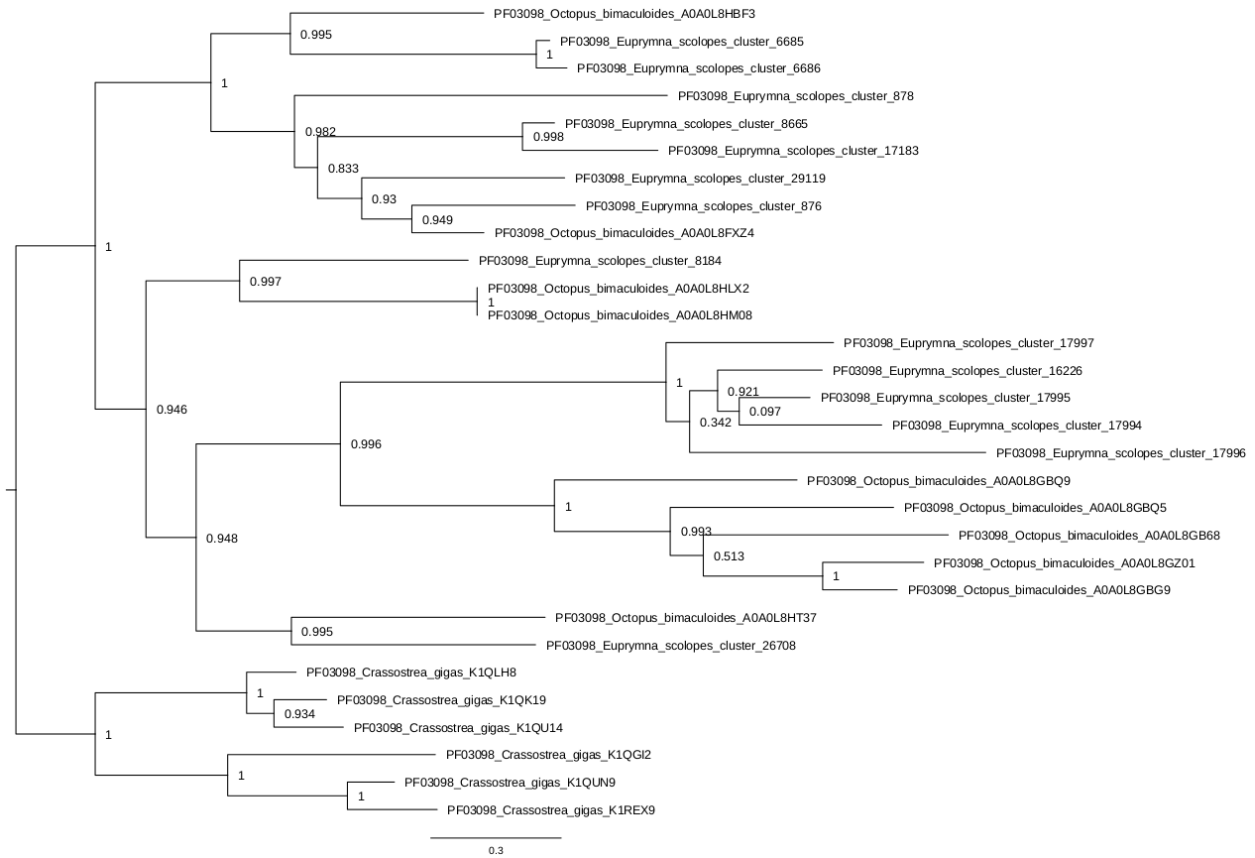 PF03098_Octopus_bimaculoides_A0A0L8HBF3
0.995
PF03098_Euprymna_scolopes_cluster_6685
1
PF03098_Euprymna_scolopes_cluster_6686
1
PF03098_Euprymna_scolopes_cluster_878
PF03098_Euprymna_scolopes_cluster_8665
0.982
0.998
PF03098_Euprymna_scolopes_cluster_17183
0.833
PF03098_Euprymna_scolopes_cluster_29119
0.93
PF03098_Euprymna_scolopes_cluster_876
0.949
PF03098_Octopus_bimaculoides_A0A0L8FXZ4
1
PF03098_Euprymna_scolopes_cluster_8184
0.997
PF03098_Octopus_bimaculoides_A0A0L8HLX2
1
PF03098_Octopus_bimaculoides_A0A0L8HM08
PF03098_Euprymna_scolopes_cluster_17997
PF03098_Euprymna_scolopes_cluster_16226
1
0.921
PF03098_Euprymna_scolopes_cluster_17995
0.946
0.097
0.342
PF03098_Euprymna_scolopes_cluster_17994
0.996
PF03098_Euprymna_scolopes_cluster_17996
PF03098_Octopus_bimaculoides_A0A0L8GBQ9
1
PF03098_Octopus_bimaculoides_A0A0L8GBQ5
0.993
PF03098_Octopus_bimaculoides_A0A0L8GB68
0.948
0.513
PF03098_Octopus_bimaculoides_A0A0L8GZ01
1
PF03098_Octopus_bimaculoides_A0A0L8GBG9
PF03098_Octopus_bimaculoides_A0A0L8HT37
0.995
PF03098_Euprymna_scolopes_cluster_26708
PF03098_Crassostrea_gigas_K1QLH8
1
PF03098_Crassostrea_gigas_K1QK19
0.934
PF03098_Crassostrea_gigas_K1QU14
1
PF03098_Crassostrea_gigas_K1QGI2
1
PF03098_Crassostrea_gigas_K1QUN9
1
PF03098_Crassostrea_gigas_K1REX9
0.3